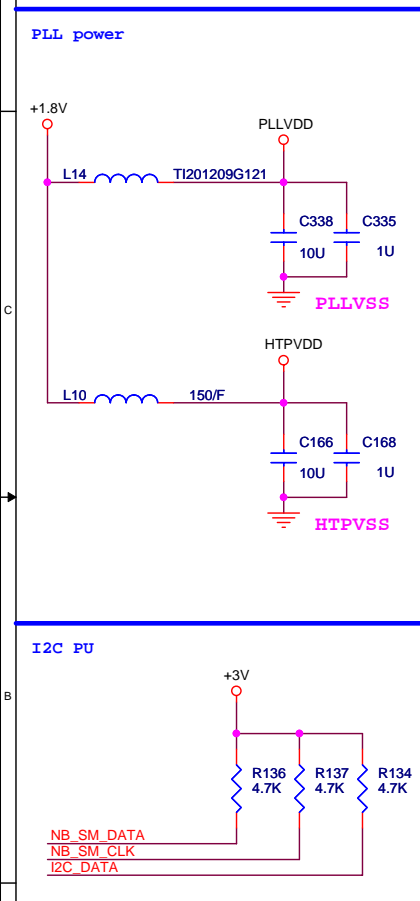 PLL power
+1.8V
PLLVDD
L14
TI201209G121
C338
C335
10U
1U
PLLVSS
C
HTPVDD
L10
150/F
C166
C168
10U
1U
HTPVSS
I2C PU
+3V
B
R136
R137
R134
4.7K
4.7K
4.7K
NB_SM_DATA
NB_SM_CLK
I2C_DATA